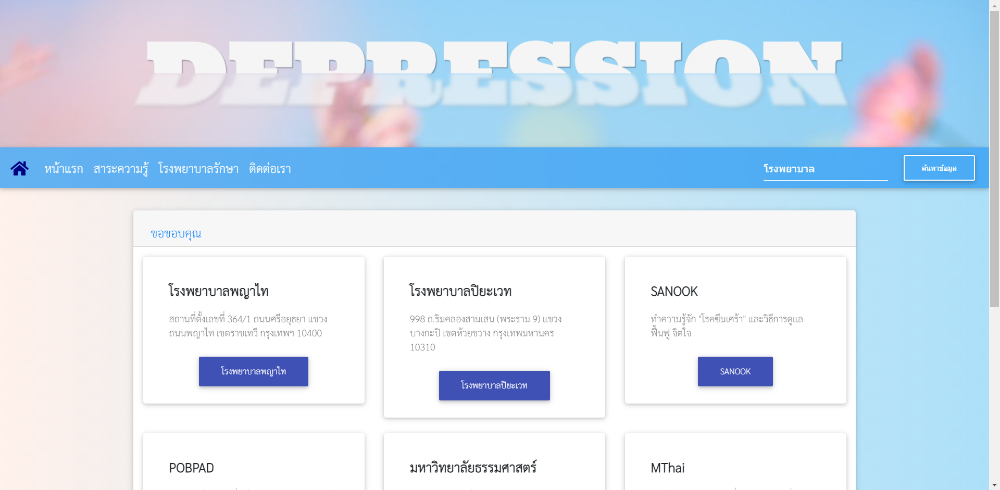 DEPRESSION
หน้าแรก สาระความรู้ โรงพยาบาลรักษา ติดต่อเรา โรงพยาบาล ค้นหาข้อมูล
ขอขอบคุณ
โรงพยาบาลพญาไท
สถานที่ตั้งเลขที่ 364/1 ถนนศรีอยุธยา แขวง
ถนนพญาไท เขตราชเทวี กรุงเทพฯ 10400
โรงพยาบาลพญาไท
โรงพยาบาลปิยะเวท
998 ถ.ริมคลองสามเสน (พระราม 9) แขวง
บางกะปิ เขตห้วยขวาง กรุงเทพมหานคร
10310
โรงพยาบาลปิยะเวท
SANOOK
ทำความรู้จัก "โรคซึมเศร้า" และวิธีการดูแล
ฟื้นฟู จิตใจ
SANOOK
POBPAD
มหาวิทยาลัยธรรมศาสตร์
MThai